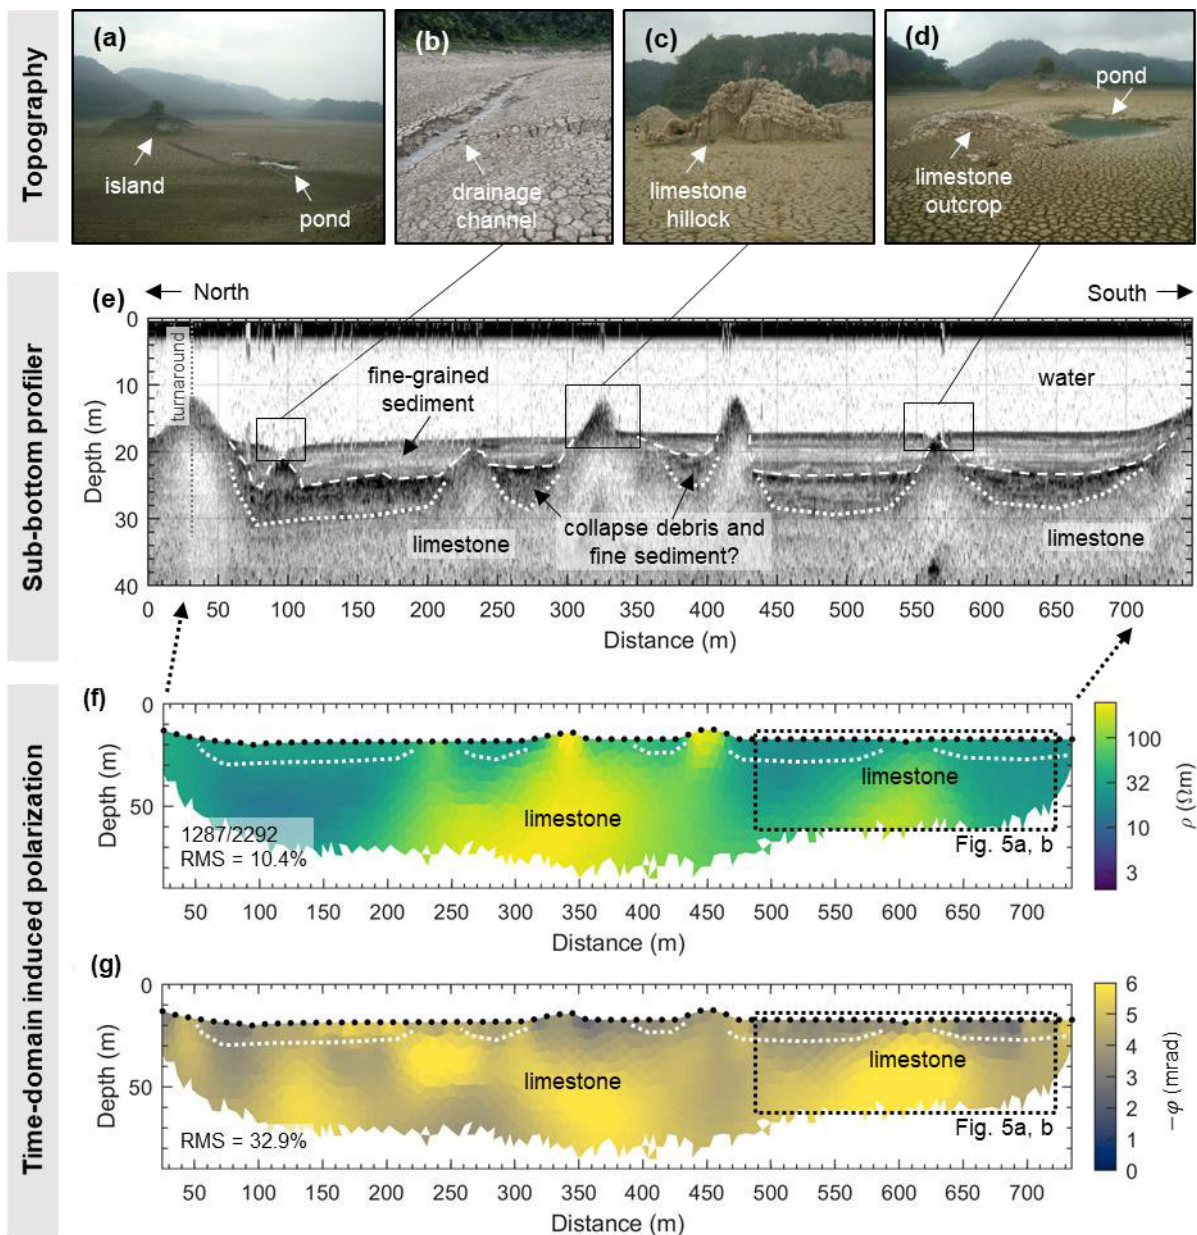 Topography
(a)
island
pond
(b)
drainage
channel
(c)
limestone
hillock
(d)
pond
limestone
outcrop
Sub-bottom profiler
(e)
North
South
turnaround
fine-grained
sediment
water
limestone
collapse debris and
fine sediment?
limestone
Depth (m)
0
10
20
30
40
0 50 100 150 200 250 300 350 400 450 500 550 600 650 700
Distance (m)
Time-domain induced polarization
(f)
Depth (m)
0
50
limestone
limestone
1287/2292
RMS = 10.4%
Fig. 5a, b
50 100 150 200 250 300 350 400 450 500 550 600 650 700
Distance (m)
100
32
10
3
ρ (Ωm)
(g)
Depth (m)
0
50
limestone
limestone
RMS = 32.9%
Fig. 5a, b
50 100 150 200 250 300 350 400 450 500 550 600 650 700
Distance (m)
6
5
4
3
2
1
0
−φ (mrad)